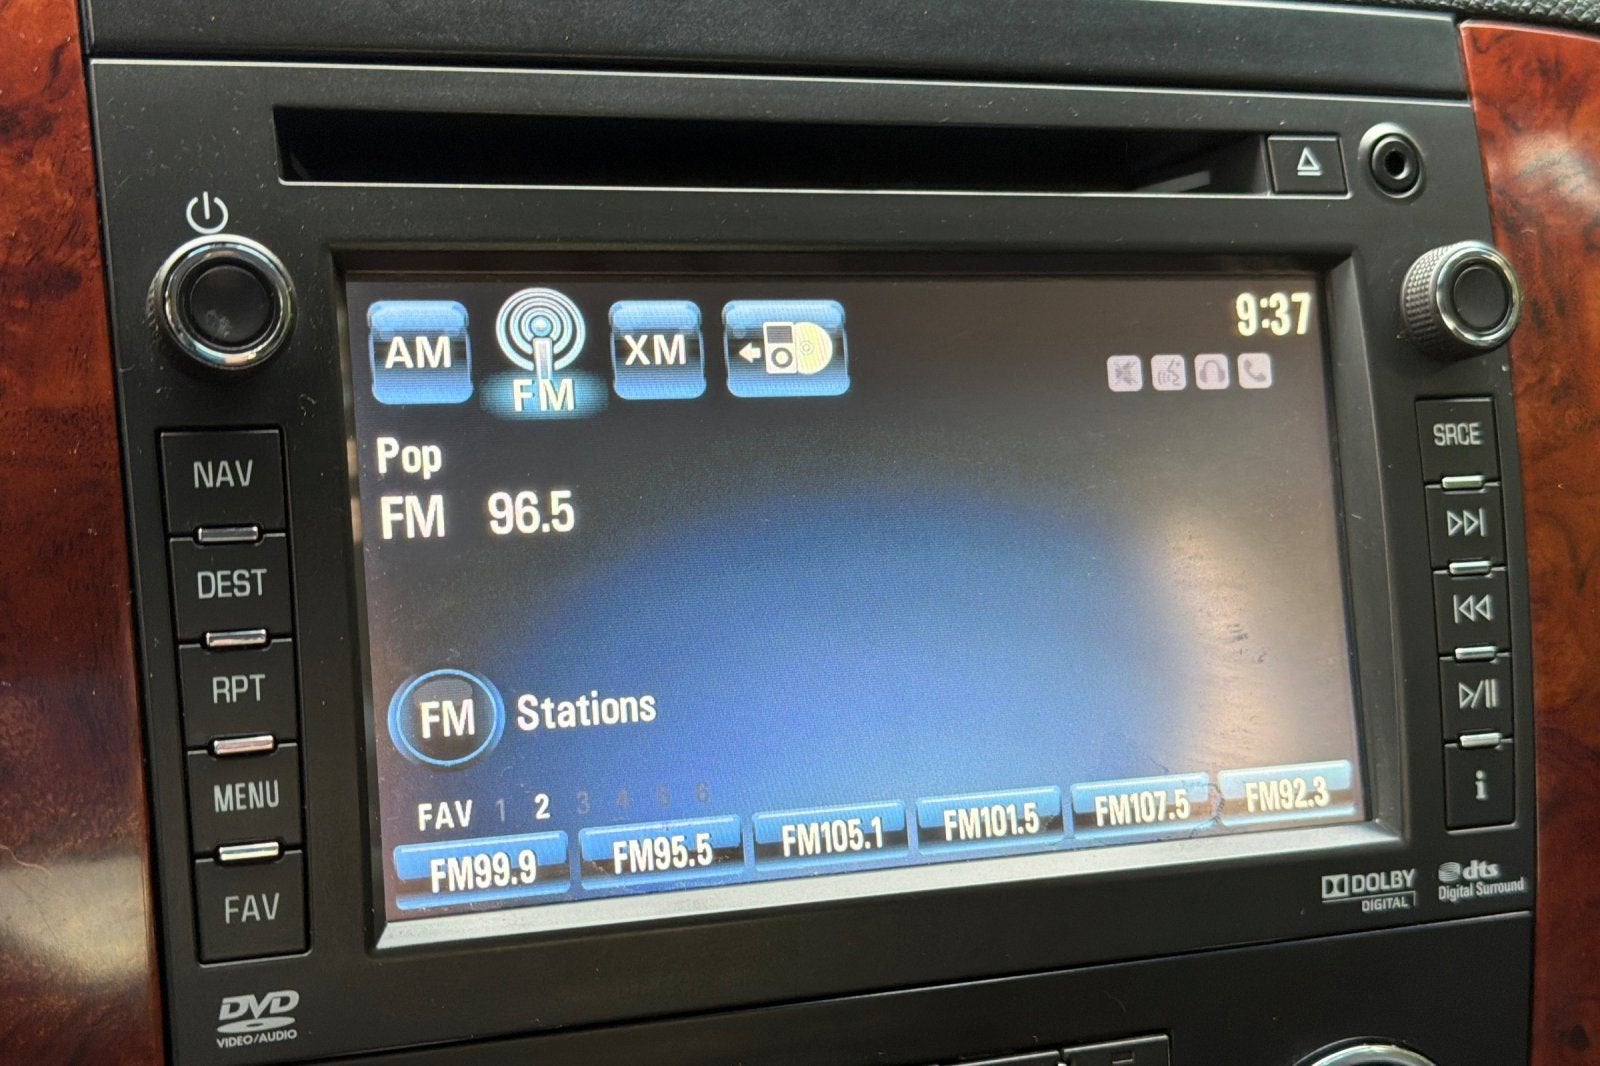 AM
FM
XM
9:37
Pop
FM 96.5
FM Stations
FAV 1 2 3 4 5 6
FM99.9 FM95.5 FM105.1 FM101.5 FM107.5 FM92.3
NAV
DEST
RPT
MENU
FAV
SRCE
i
DVD
VIDEO/AUDIO
DOLBY
DIGITAL
dts
Digital Surround